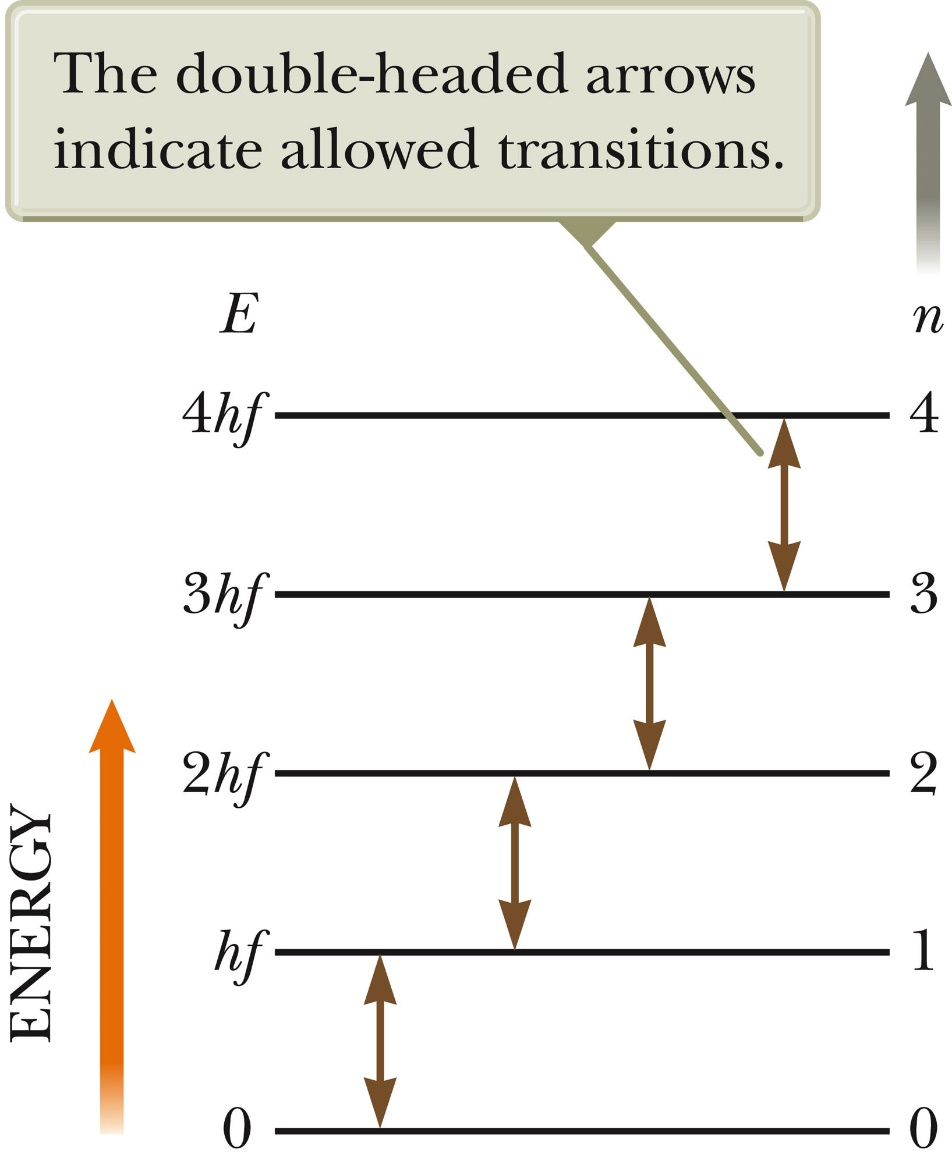 The double-headed arrows
indicate allowed transitions.
E
n
4hf
4
3hf
3
2hf
2
hf
1
0
0
ENERGY